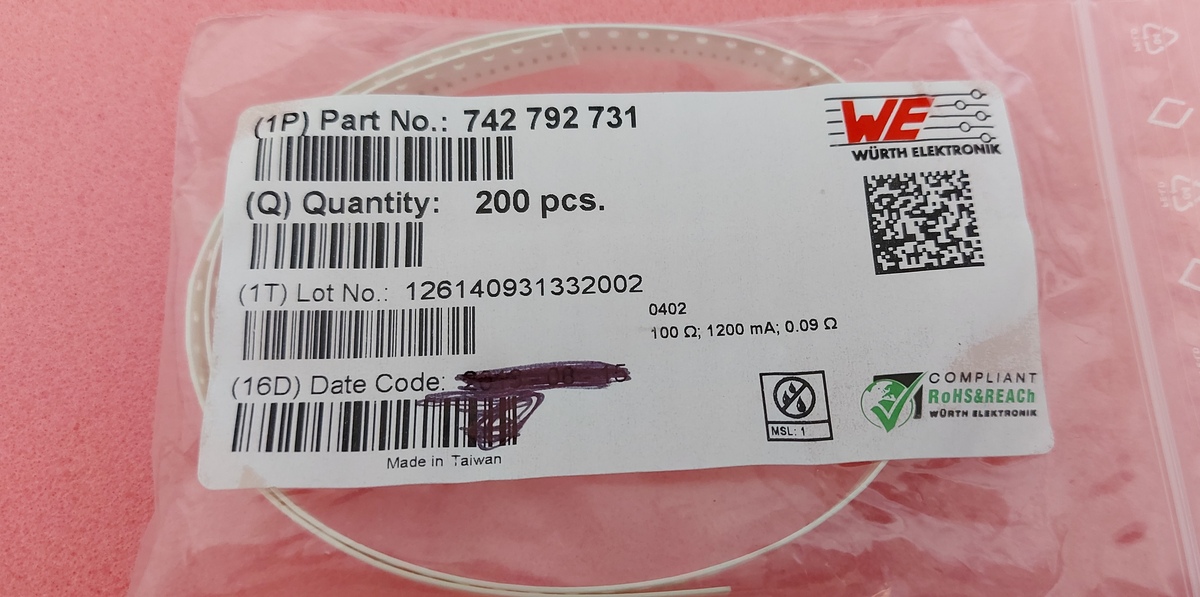 (1P) Part No.: 742 792 731
WE
WÜRTH ELEKTRONIK
(Q) Quantity: 200 pcs.
(1T) Lot No.: 126140931332002
0402
100 Ω; 1200 mA; 0.09 Ω
(16D) Date Code:
MSL: 1
COMPLIANT
RoHS&REACh
WÜRTH ELEKTRONIK
Made in Taiwan